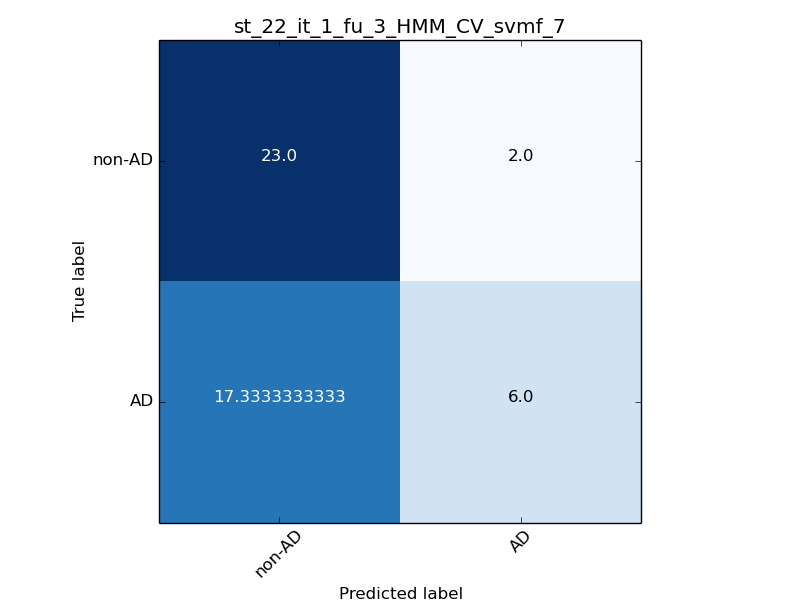 st_22_it_1_fu_3_HMM_CV_svmf_7
non-AD
23.0
2.0
True label
AD
17.3333333333
6.0
non-AD
AD
Predicted label